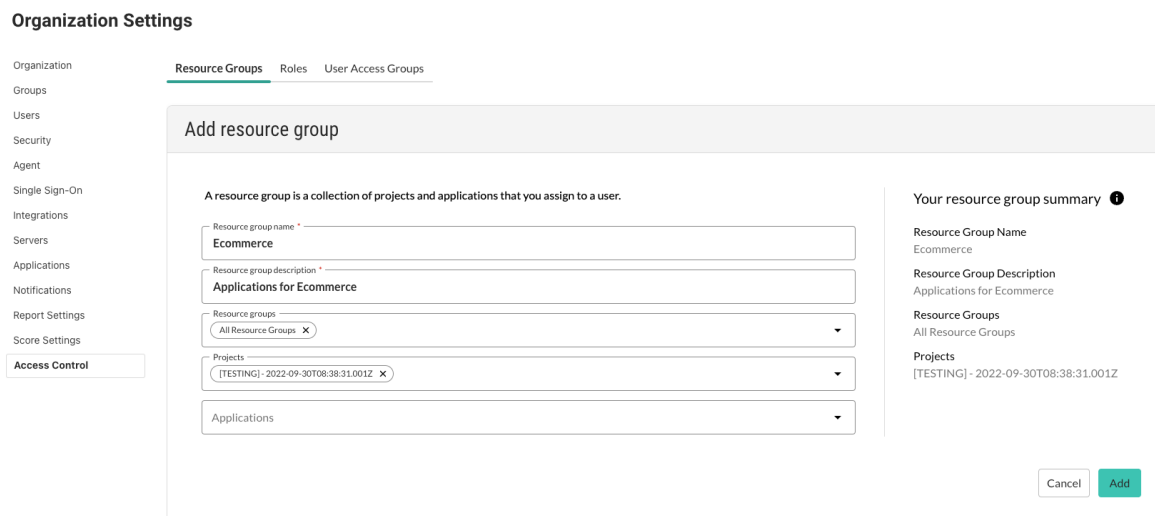 Organization Settings
Organization
Groups
Users
Security
Agent
Single Sign-On
Integrations
Servers
Applications
Notifications
Report Settings
Score Settings
Access Control
Resource Groups Roles User Access Groups
Add resource group
A resource group is a collection of projects and applications that you assign to a user.
Resource group name *
Ecommerce
Resource group description *
Applications for Ecommerce
Resource groups
All Resource Groups ✕
Projects
[TESTING] - 2022-09-30T08:38:31.001Z ✕
Applications
Your resource group summary
Resource Group Name
Ecommerce
Resource Group Description
Applications for Ecommerce
Resource Groups
All Resource Groups
Projects
[TESTING] - 2022-09-30T08:38:31.001Z
Cancel Add